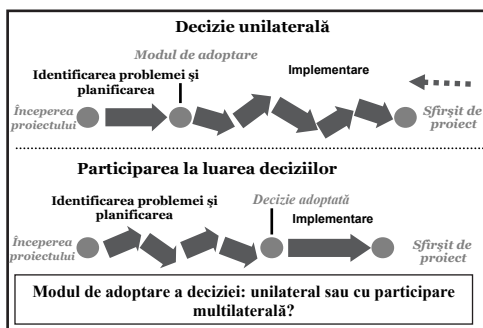 Decizie unilaterală
Modul de adoptare
Identificarea problemei și
planificarea
Implementare
Începerea
proiectului
Sfîrșit de
proiect
Participarea la luarea deciziilor
Identificarea problemei și
planificarea
Decizie adoptată
Implementare
Începerea
proiectului
Sfîrșit de
proiect
Modul de adoptare a deciziei: unilateral sau cu participare
multilaterală?